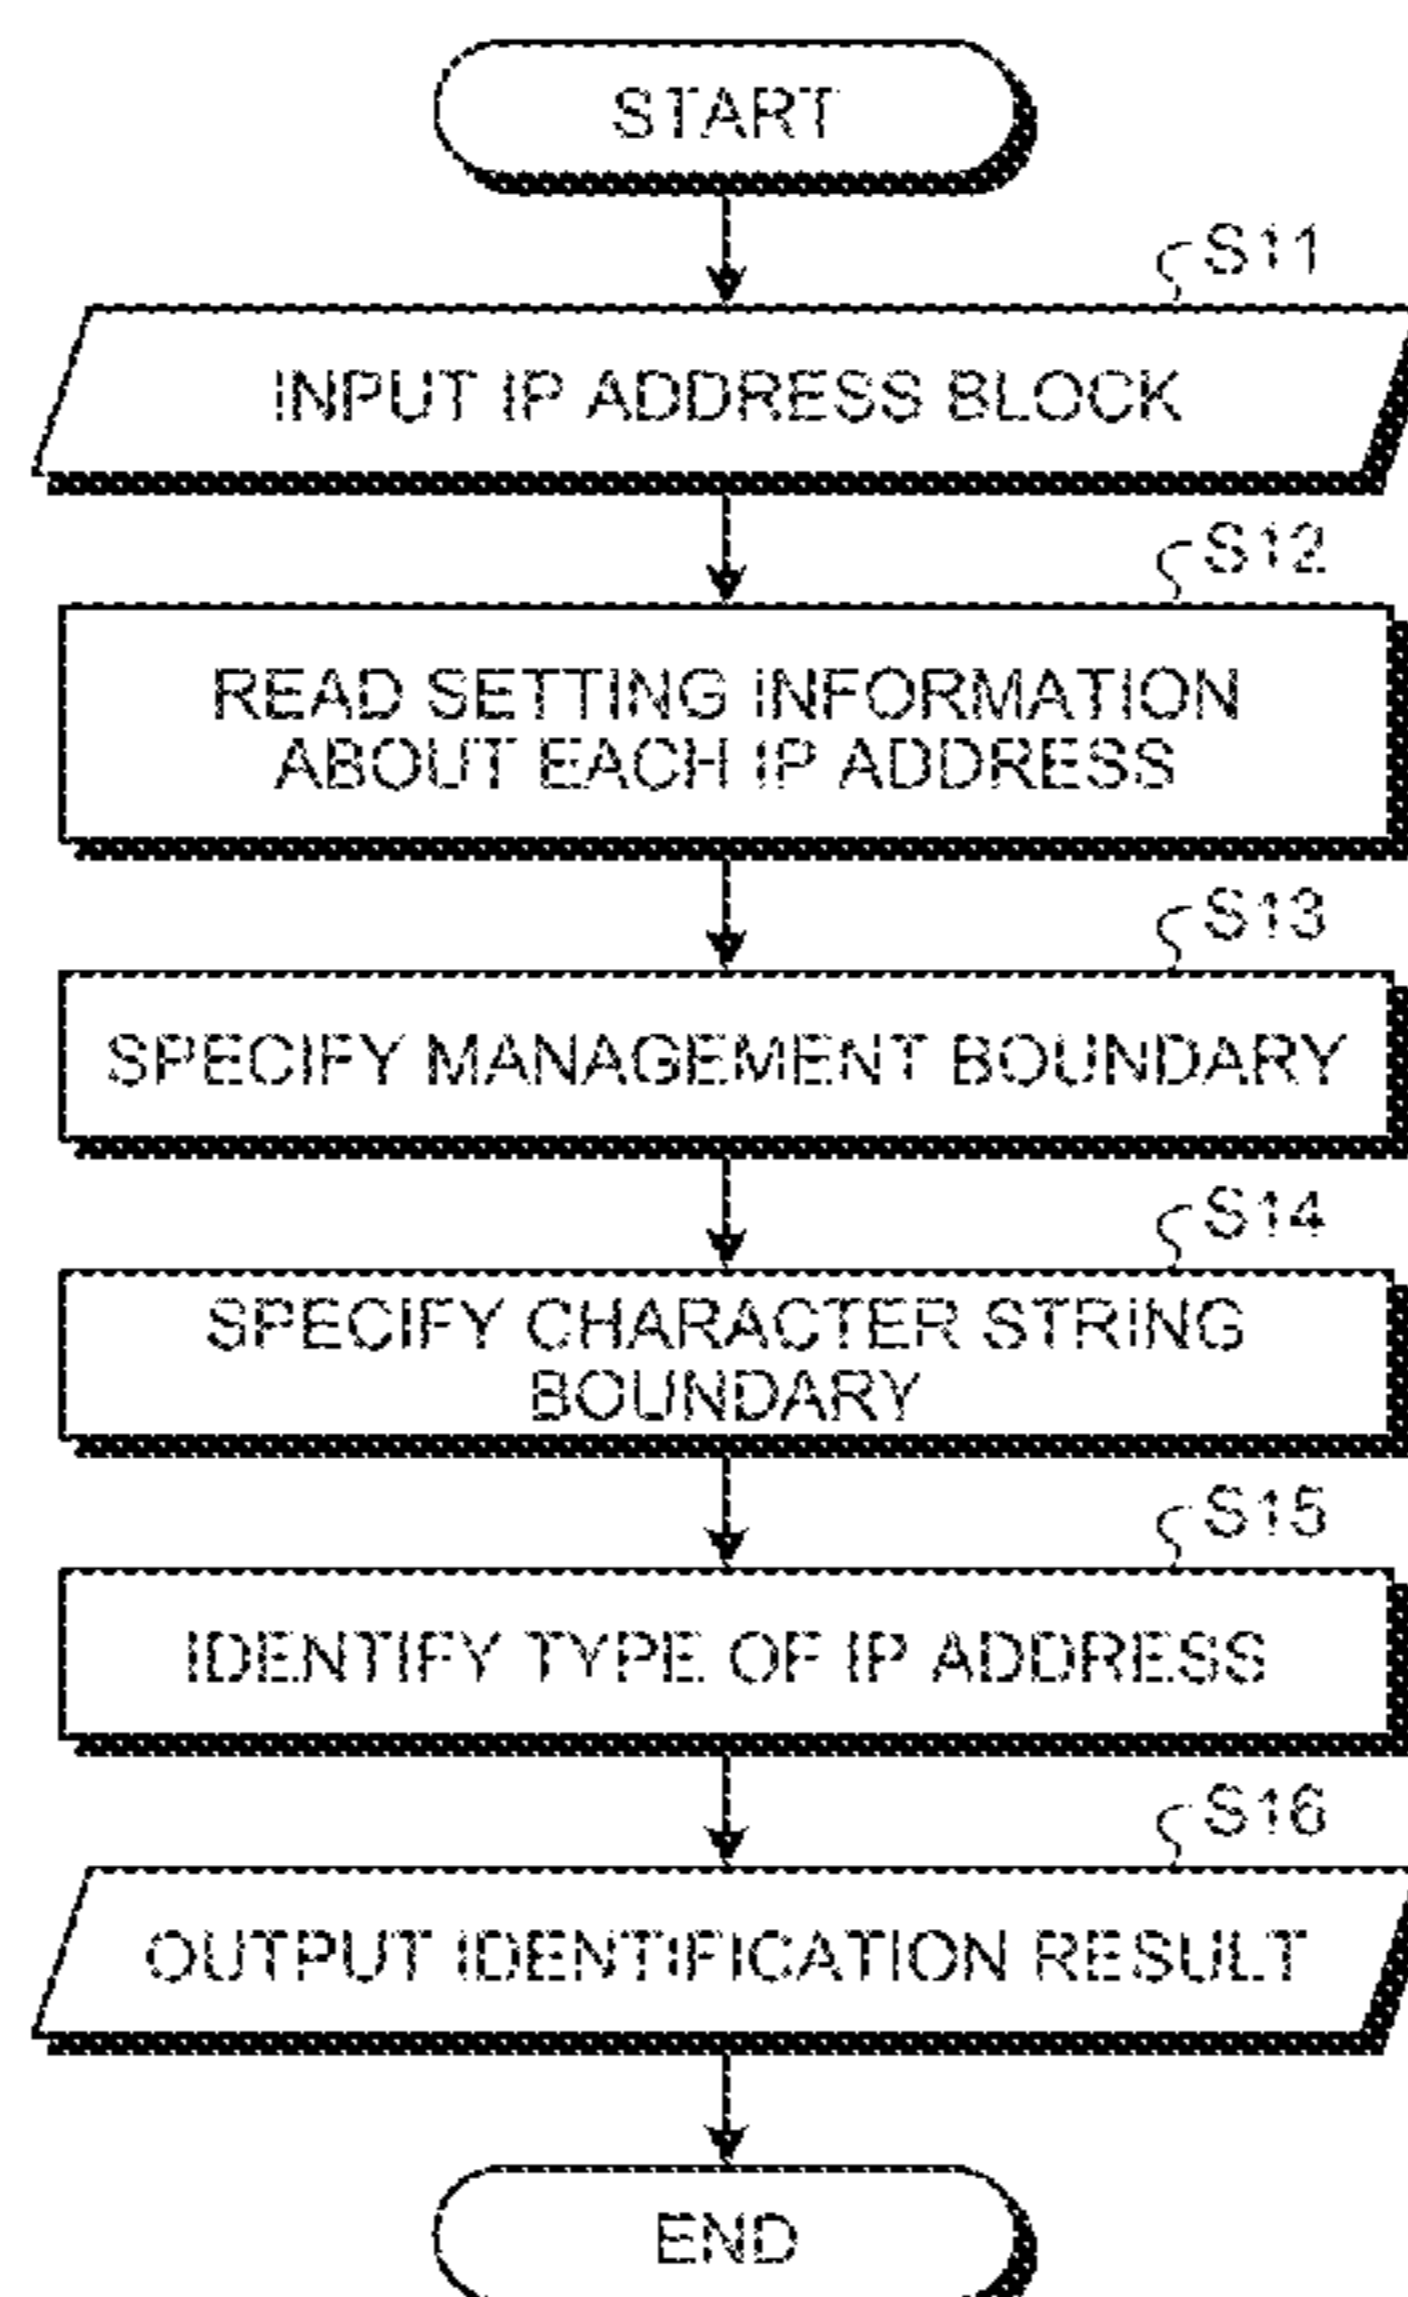 START
S11
INPUT IP ADDRESS BLOCK
S12
READ SETTING INFORMATION
ABOUT EACH IP ADDRESS
S13
SPECIFY MANAGEMENT BOUNDARY
S14
SPECIFY CHARACTER STRING
BOUNDARY
S15
IDENTIFY TYPE OF IP ADDRESS
S16
OUTPUT IDENTIFICATION RESULT
END